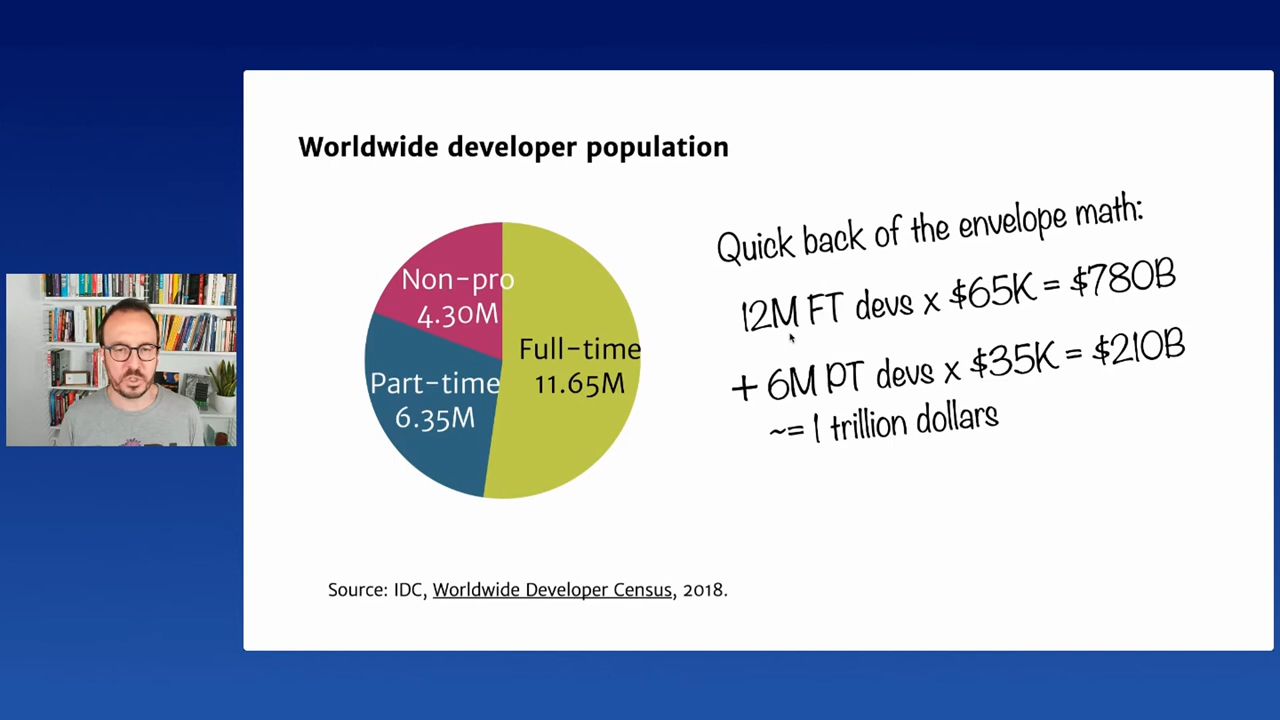 Worldwide developer population
Non-pro
4.30M
Full-time
11.65M
Part-time
6.35M
Quick back of the envelope math:
12M FT devs x $65K = $780B
+ 6M PT devs x $35K = $210B
~= 1 trillion dollars
Source: IDC, Worldwide Developer Census, 2018.